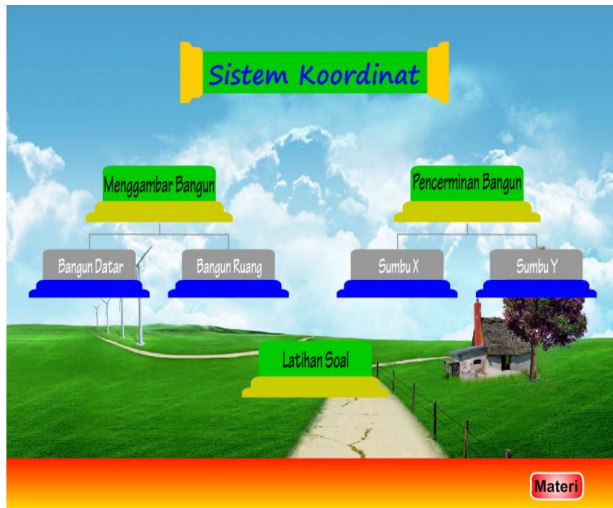 Sistem Koordinat
Menggambar Bangun
Pencerminan Bangun
Bangun Datar
Bangun Ruang
Sumbu X
Sumbu Y
Latihan Soal
Materi